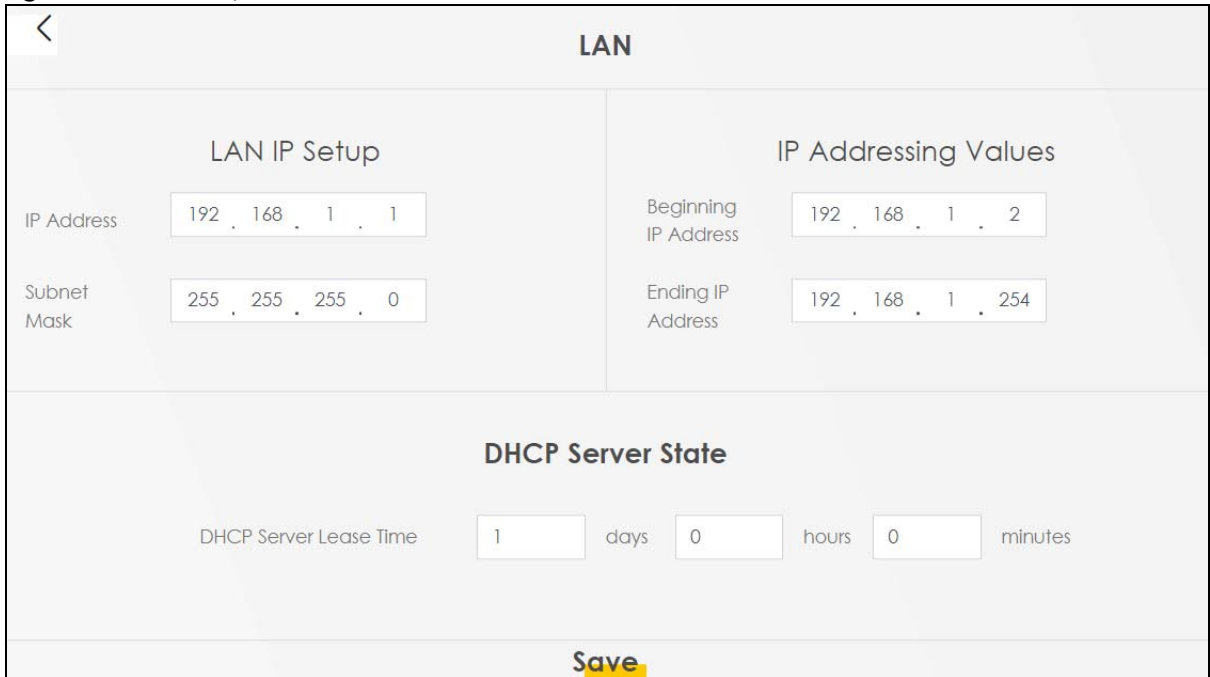 LAN
LAN IP Setup
IP Address 192 . 168 . 1 . 1
Subnet
Mask 255 . 255 . 255 . 0
IP Addressing Values
Beginning
IP Address 192 . 168 . 1 . 2
Ending IP
Address 192 . 168 . 1 . 254
DHCP Server State
DHCP Server Lease Time 1 days 0 hours 0 minutes
Save